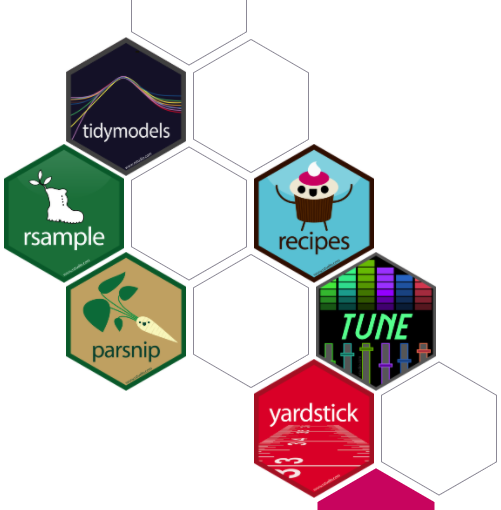 tidymodels
rsample
recipes
parsnip
TUNE
yardstick